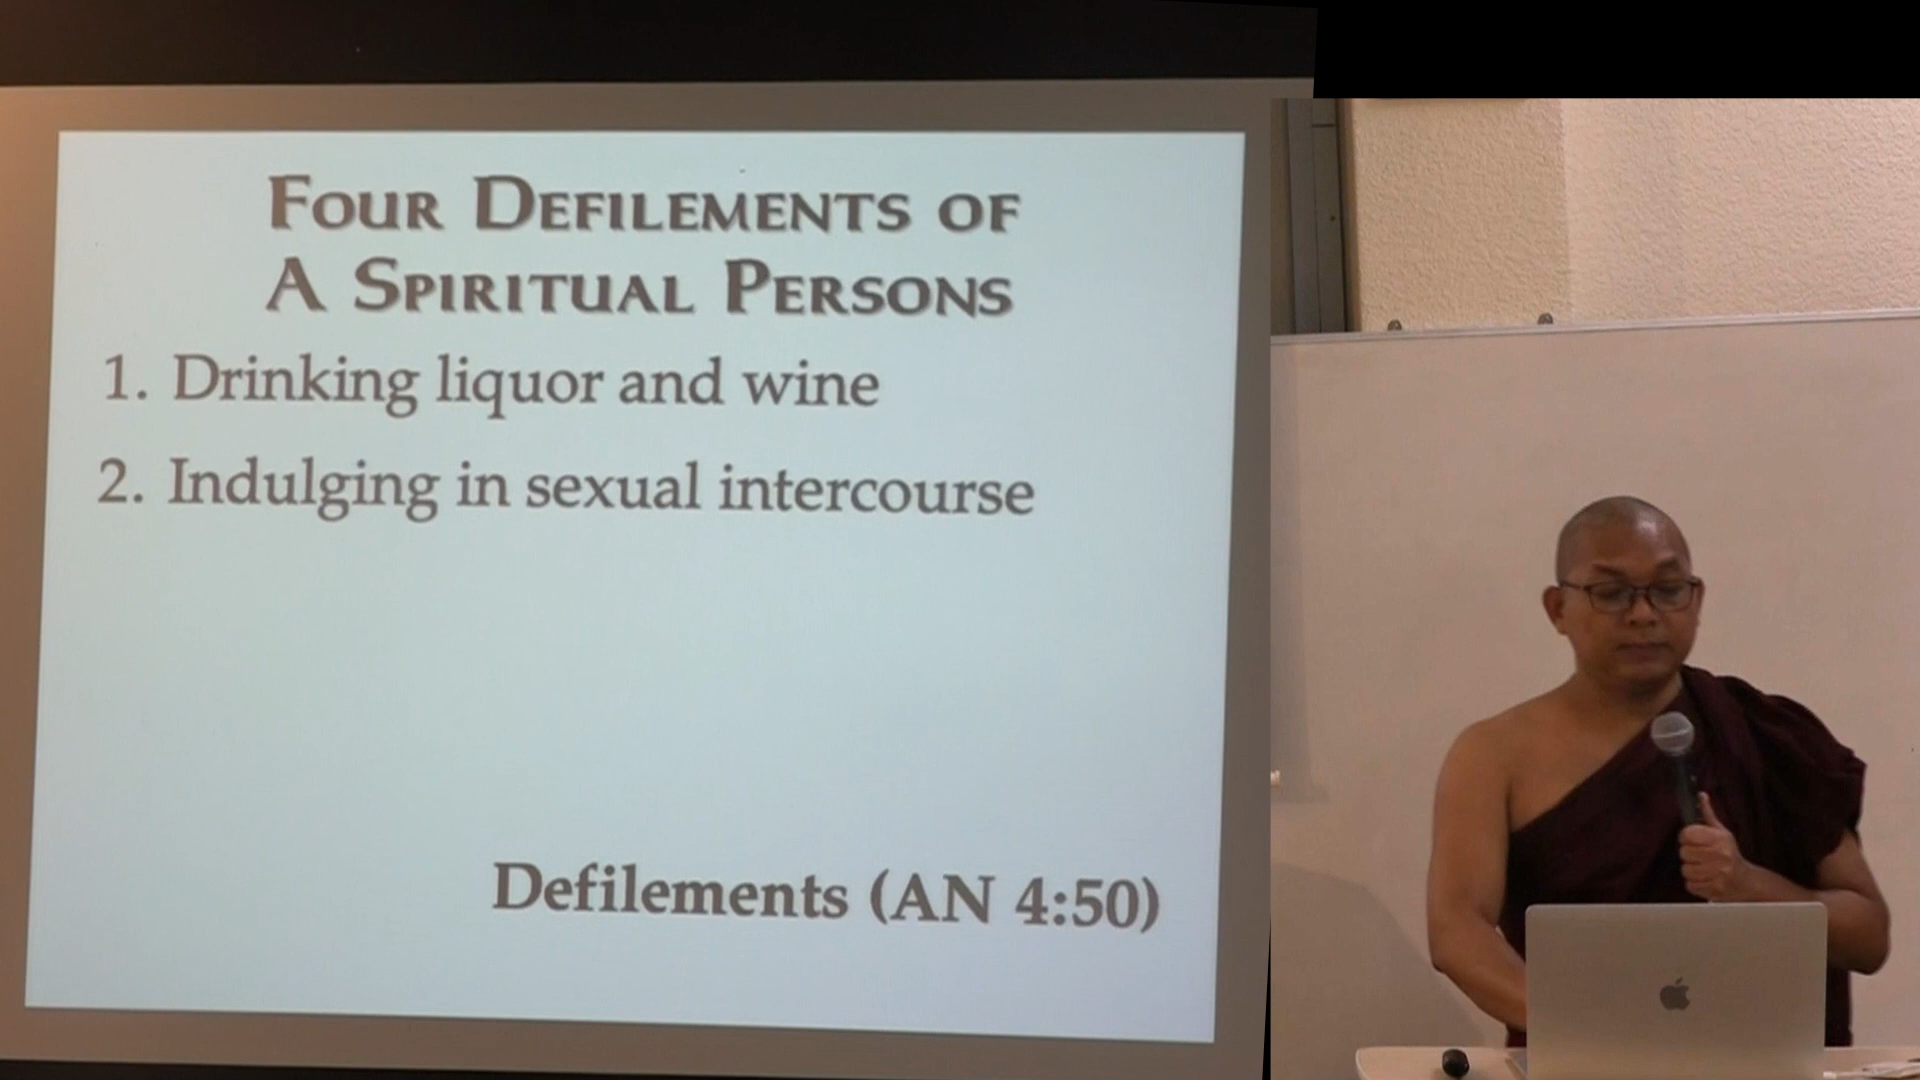 FOUR DEFILEMENTS OF
A SPIRITUAL PERSONS
1. Drinking liquor and wine
2. Indulging in sexual intercourse
Defilements (AN 4:50)